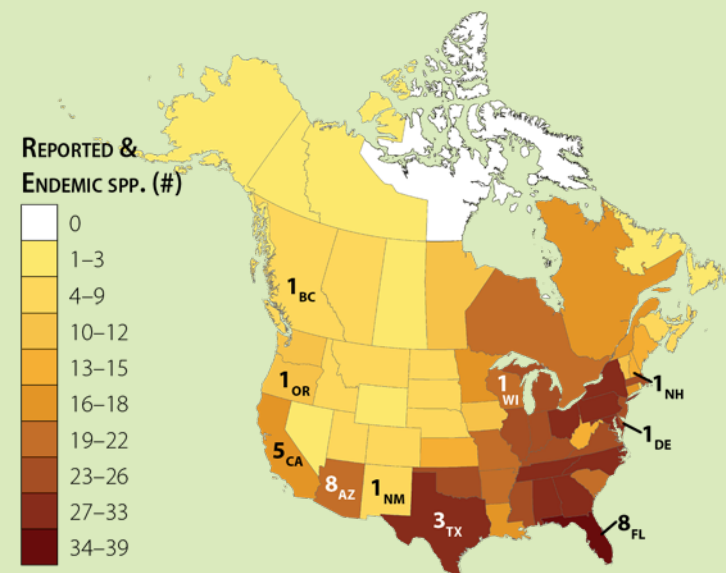 REPORTED &
ENDEMIC SPP. (#)
0
1–3
4–9
10–12
13–15
16–18
19–22
23–26
27–33
34–39
1BC
1OR
5CA
8AZ
1NM
3TX
1WI
1NH
1DE
8FL